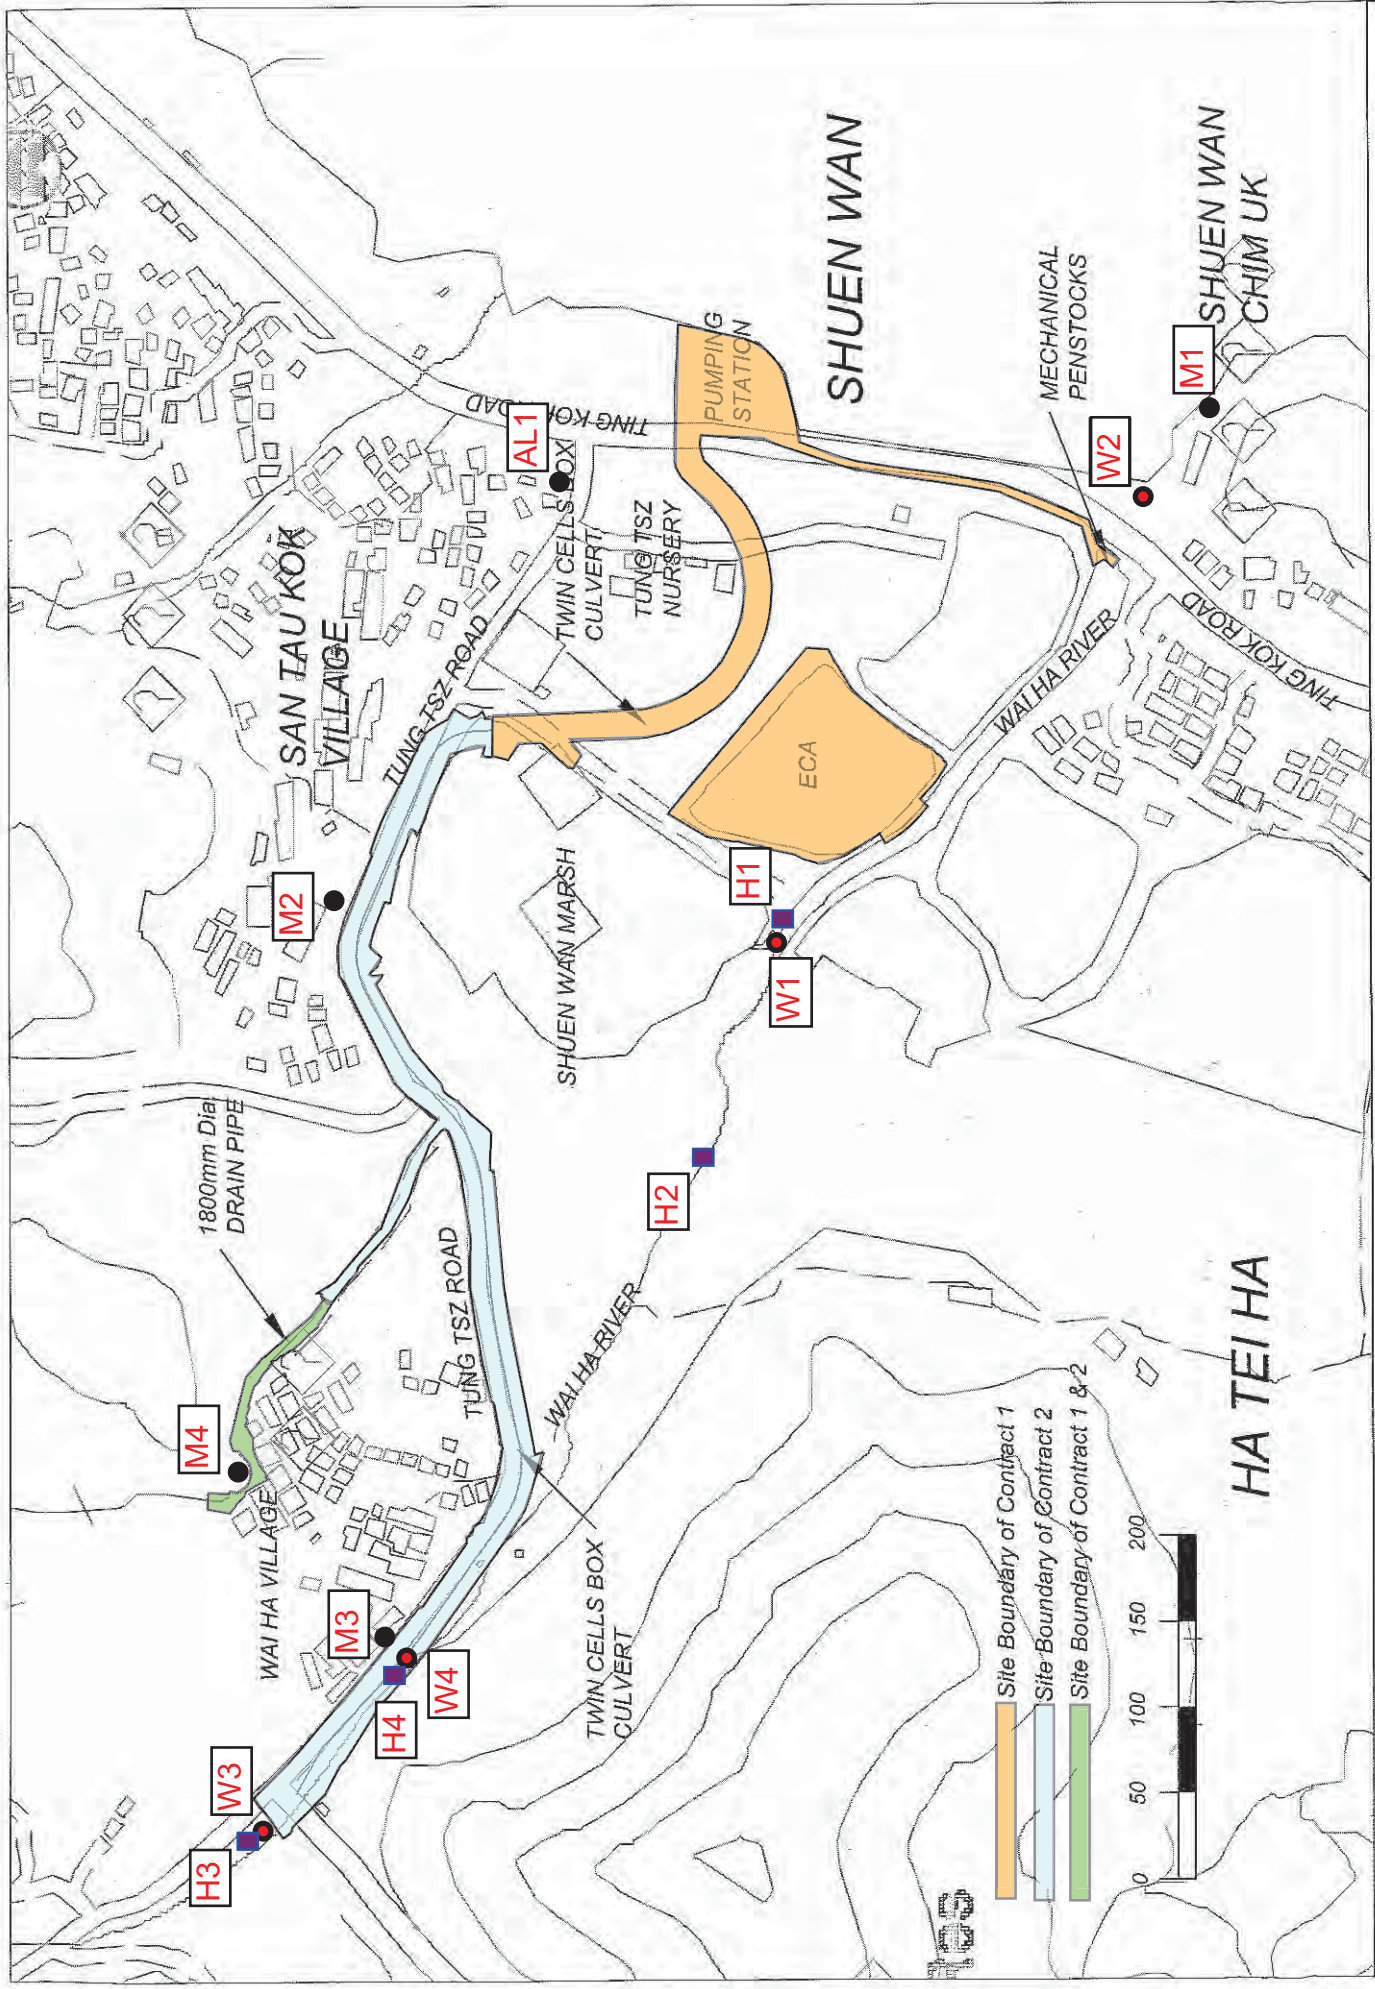 SAN TAU KOK
VILLAGE
TUNG TSZ ROAD
TING KOK ROAD
AL1
TWIN CELLS BOX
CULVERT
TUNG TSZ
NURSERY
PUMPING
STATION
SHUEN WAN
MECHANICAL
PENSTOCKS
SHUEN WAN
CHIM UK
M1
W2
TING KOK ROAD
WAI HA RIVER
ECA
M2
SHUEN WAN MARSH
H1
W1
1800mm Dia.
DRAIN PIPE
H2
TUNG TSZ ROAD
WAI HA RIVER
M4
WAI HA VILLAGE
M3
W4
H4
TWIN CELLS BOX
CULVERT
W3
H3
HA TEI HA
Site Boundary of Contract 1
Site Boundary of Contract 2
Site Boundary of Contract 1 & 2
0 50 100 150 200